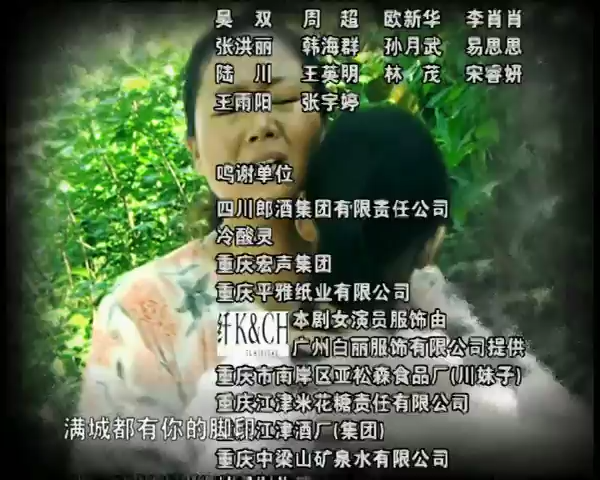 吴 双 周 超 欧新华 李肖肖
张洪丽 韩海群 孙月武 易思思
陆 川 王英明 林 茂 宋睿妍
王雨阳 张宇婷
鸣谢单位
四川郎酒集团有限责任公司
冷酸灵
重庆宏声集团
重庆平雅纸业有限公司
纤K&CH 本剧女演员服饰由
广州白丽服饰有限公司提供
重庆市南岸区亚松森食品厂(川妹子)
重庆江津米花糖责任有限公司
满城都有你的脚印
江津酒厂(集团)
重庆中梁山矿泉水有限公司